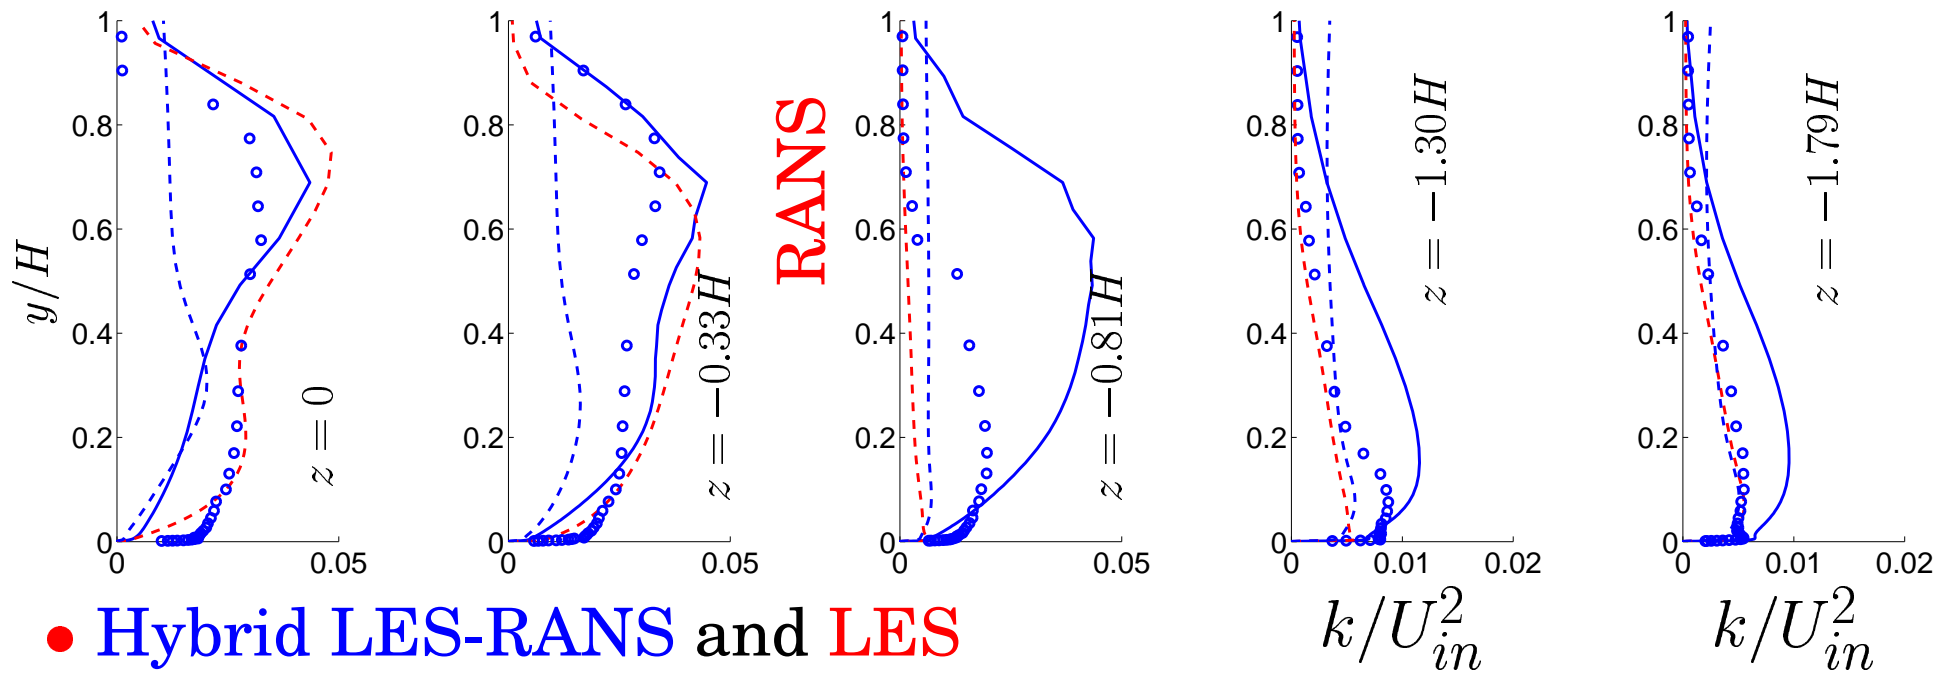 1 0.8 0.6 0.4 0.2 0
0 0.05
y/H
z = 0
1 0.8 0.6 0.4 0.2 0
0 0.05
z = −0.33H
RANS
1 0.8 0.6 0.4 0.2 0
0 0.05
z = −0.81H
1 0.8 0.6 0.4 0.2 0
0 0.01 0.02
z = −1.30H
k/U²ᵢₙ
1 0.8 0.6 0.4 0.2 0
0 0.01 0.02
z = −1.79H
k/U²ᵢₙ
• Hybrid LES-RANS and LES